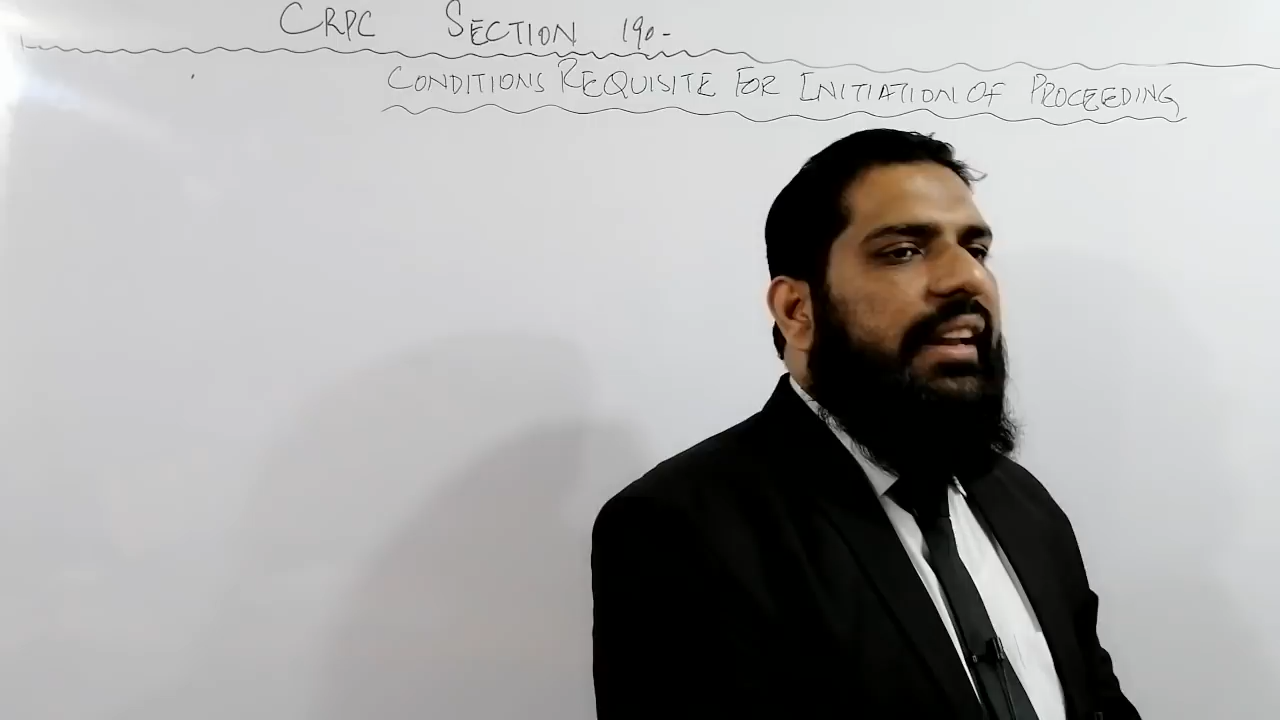 CRPC SECTION 190-
CONDITIONS REQUISITE FOR INITIATION OF PROCEEDING